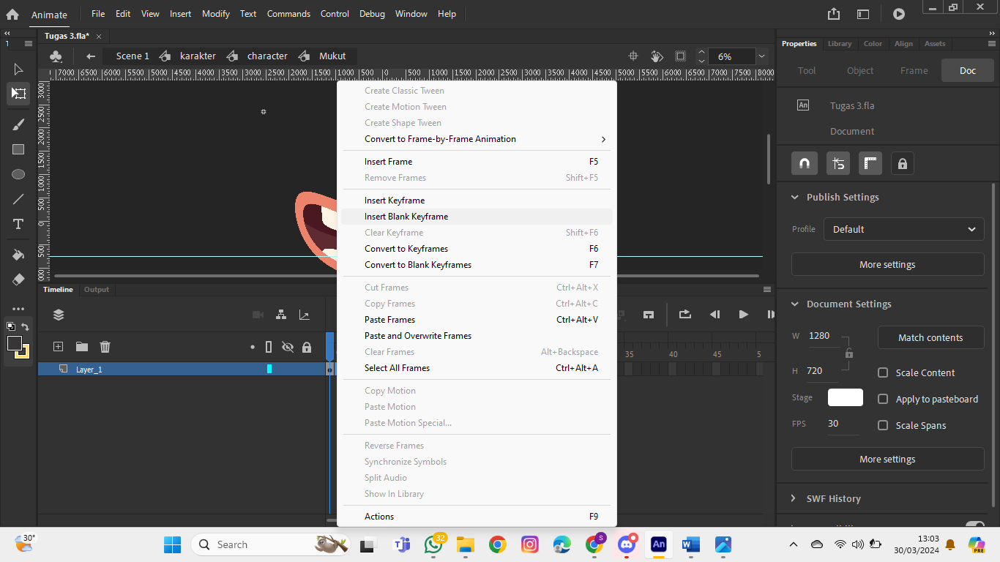 Animate File Edit View Insert Modify Text Commands Control Debug Window Help
Tugas 3.fla*
1
Scene 1 karakter character Mukut 6%
Properties Library Color Align Assets
Tool Object Frame Doc
7000 6500 6000 5500 5000 4500 4000 3500 3000 2500 2000 1500 1000 500 0 500 1000 1500 2000 2500 3000 3500 4000 4500 5000 5500 6000 6500 7000 7500 8000
An Tugas 3.fla
Document
Create Classic Tween
Create Motion Tween
Create Shape Tween
Convert to Frame-by-Frame Animation
Insert Frame F5
Remove Frames Shift+F5
Insert Keyframe
Insert Blank Keyframe
Clear Keyframe Shift+F6
Convert to Keyframes F6
Convert to Blank Keyframes F7
Cut Frames Ctrl+Alt+X
Copy Frames Ctrl+Alt+C
Paste Frames Ctrl+Alt+V
Paste and Overwrite Frames
Clear Frames Alt+Backspace
Select All Frames Ctrl+Alt+A
Copy Motion
Paste Motion
Paste Motion Special...
Reverse Frames
Synchronize Symbols
Split Audio
Show In Library
Actions F9
Publish Settings
Profile Default
More settings
Document Settings
W 1280 Match contents
H 720 Scale Content
Stage Apply to pasteboard
FPS 30 Scale Spans
More settings
SWF History
Timeline Output
35 40 45 5
Layer_1
30°
Search
32
S
An
W
13:03
30/03/2024
PRE